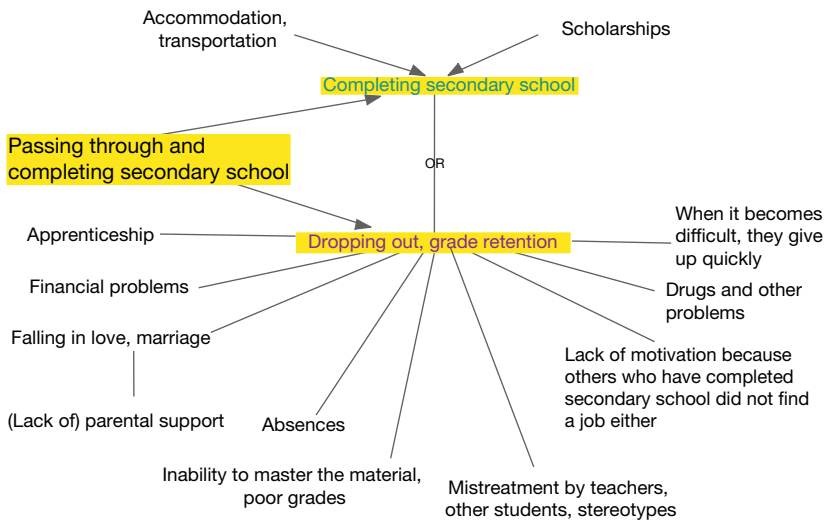 Accommodation,
transportation
Scholarships
Completing secondary school
Passing through and
completing secondary school
OR
Dropping out, grade retention
Apprenticeship
Financial problems
Falling in love, marriage
(Lack of) parental support
Absences
Inability to master the material,
poor grades
Mistreatment by teachers,
other students, stereotypes
Lack of motivation because
others who have completed
secondary school did not find
a job either
Drugs and other
problems
When it becomes
difficult, they give
up quickly